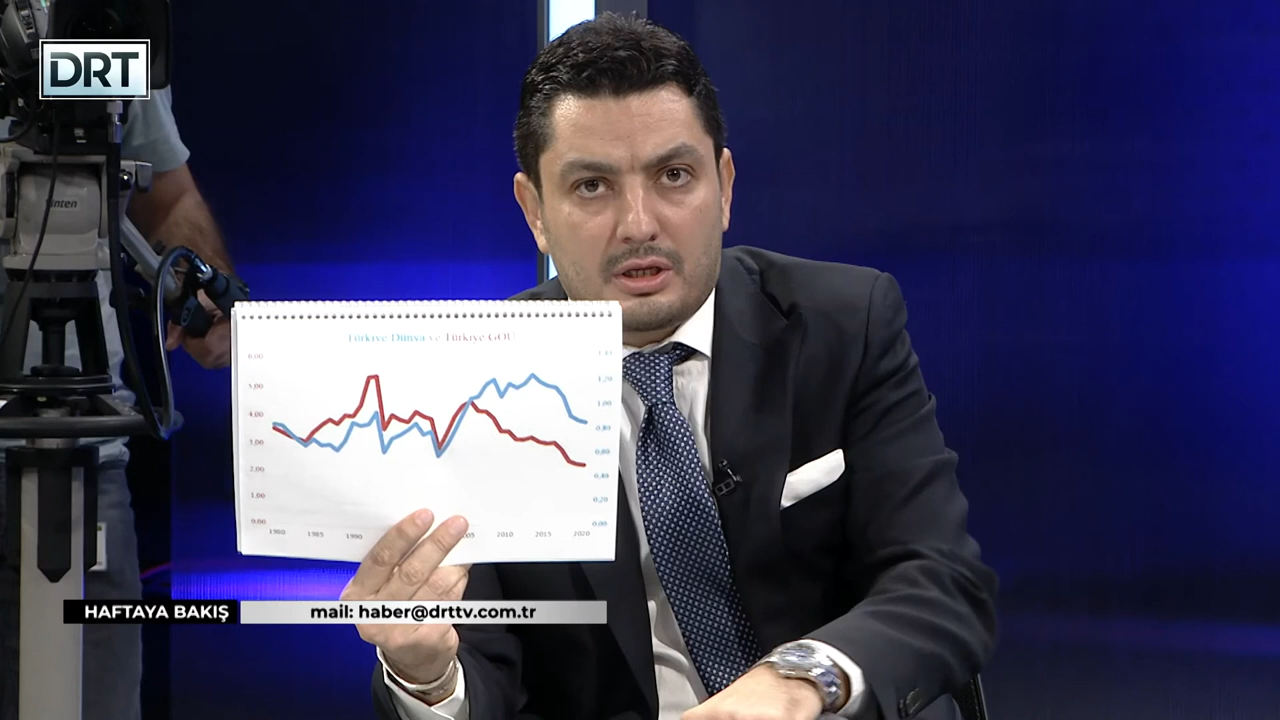 DRT
Vinten
Türkiye Dünya ve Türkiye GOÜ
6,00
5,00
4,00
3,00
2,00
1,00
0,00
1,20
1,00
0,80
0,60
0,40
0,20
0,00
1980 1985 1990 2010 2015 2020
HAFTAYA BAKIŞ mail: haber@drttv.com.tr